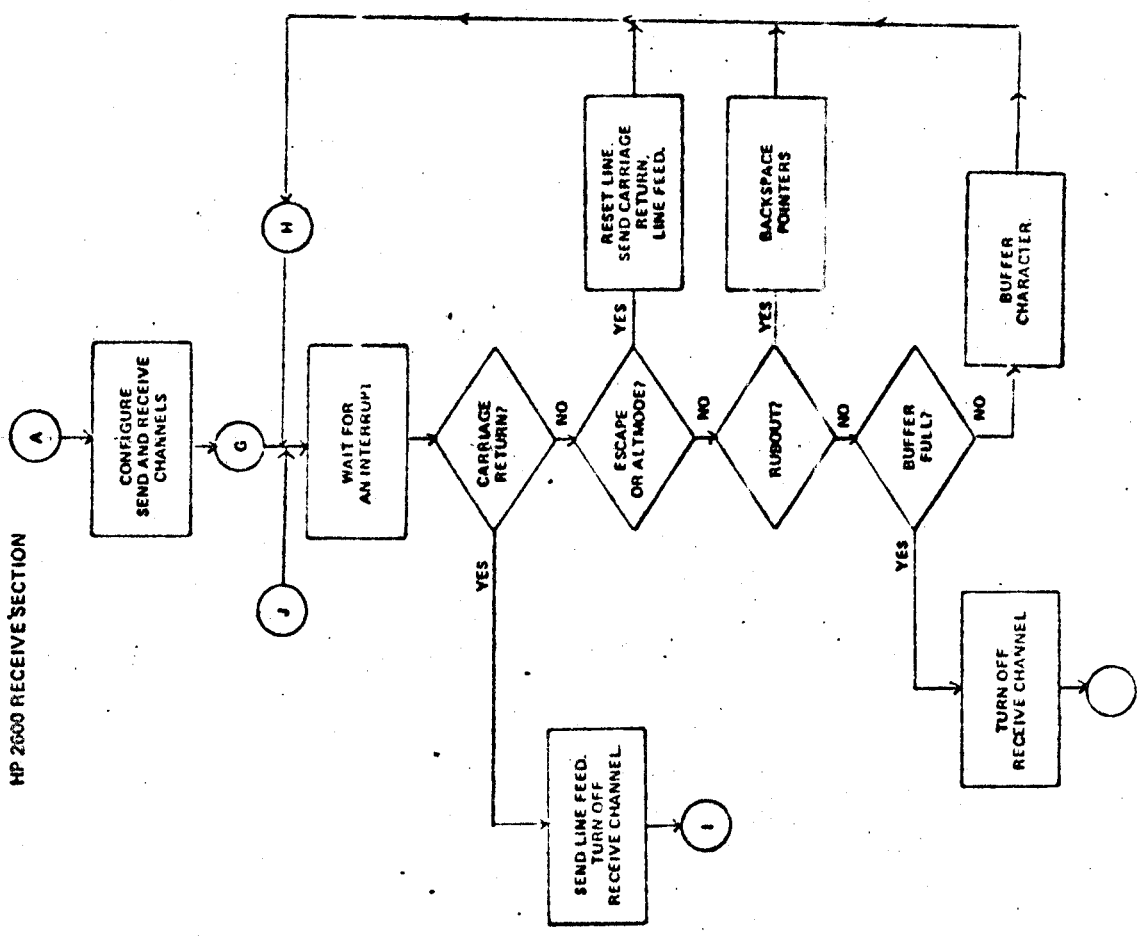 HP 2600 RECEIVE SECTION
A
CONFIGURE
SEND AND RECEIVE
CHANNELS
G
J
H
WAIT FOR
AN INTERRUPT
CARRIAGE
RETURN?
YES
NO
SEND LINE FEED.
TURN OFF
RECEIVE CHANNEL.
I
ESCAPE
OR ALTMODE?
YES
NO
RESET LINE.
SEND CARRIAGE
RETURN,
LINE FEED.
RUBOUT?
YES
NO
BACKSPACE
POINTERS
BUFFER
FULL?
YES
NO
TURN OFF
RECEIVE CHANNEL
BUFFER
CHARACTER